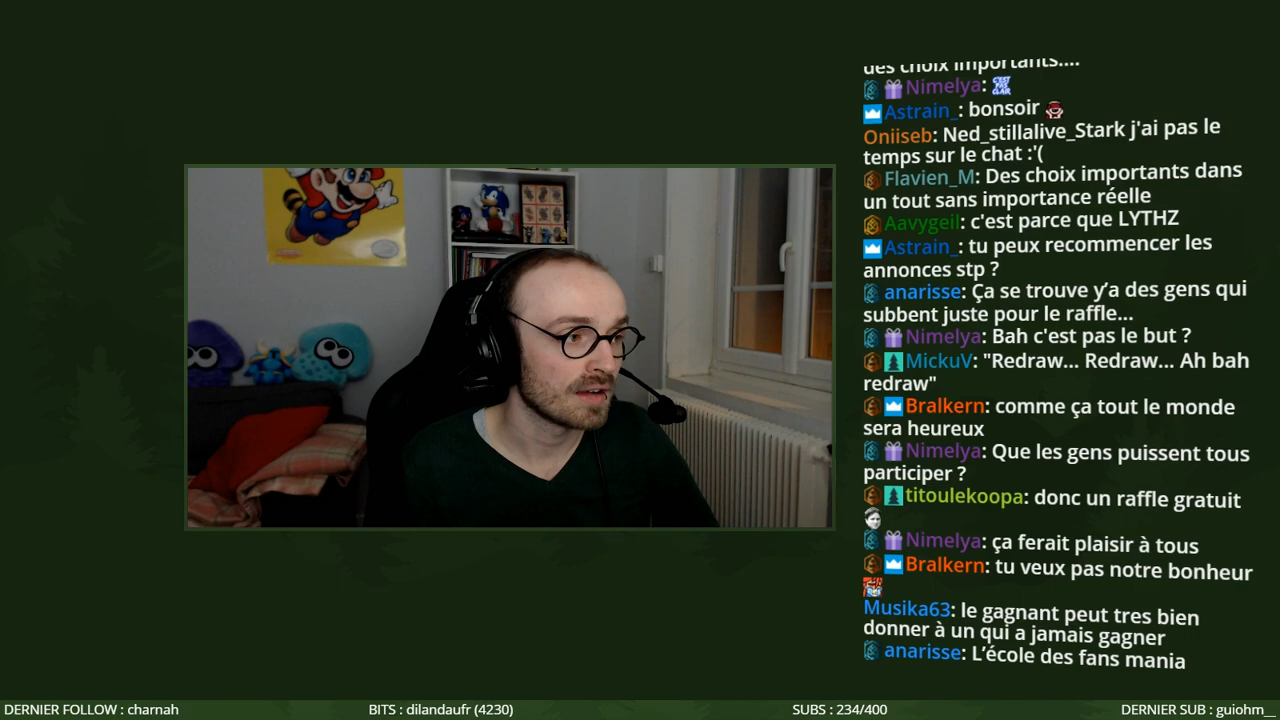 des choix importants....
Nimelya: C'EST PAS CLAIR
Astrain_: bonsoir
Oniiseb: Ned_stillalive_Stark j'ai pas le
temps sur le chat :'(
Flavien_M: Des choix importants dans
un tout sans importance réelle
Aavygeil: c'est parce que LYTHZ
Astrain_: tu peux recommencer les
annonces stp ?
anarisse: Ça se trouve y'a des gens qui
subbent juste pour le raffle...
Nimelya: Bah c'est pas le but ?
MickuV: "Redraw... Redraw... Ah bah
redraw"
Bralkern: comme ça tout le monde
sera heureux
Nimelya: Que les gens puissent tous
participer ?
titoulekoopa: donc un raffle gratuit
Nimelya: ça ferait plaisir à tous
Bralkern: tu veux pas notre bonheur
Musika63: le gagnant peut tres bien
donner à un qui a jamais gagner
anarisse: L'école des fans mania
DERNIER FOLLOW : charnah
BITS : dilandaufr (4230)
SUBS : 234/400
DERNIER SUB : guiohm__